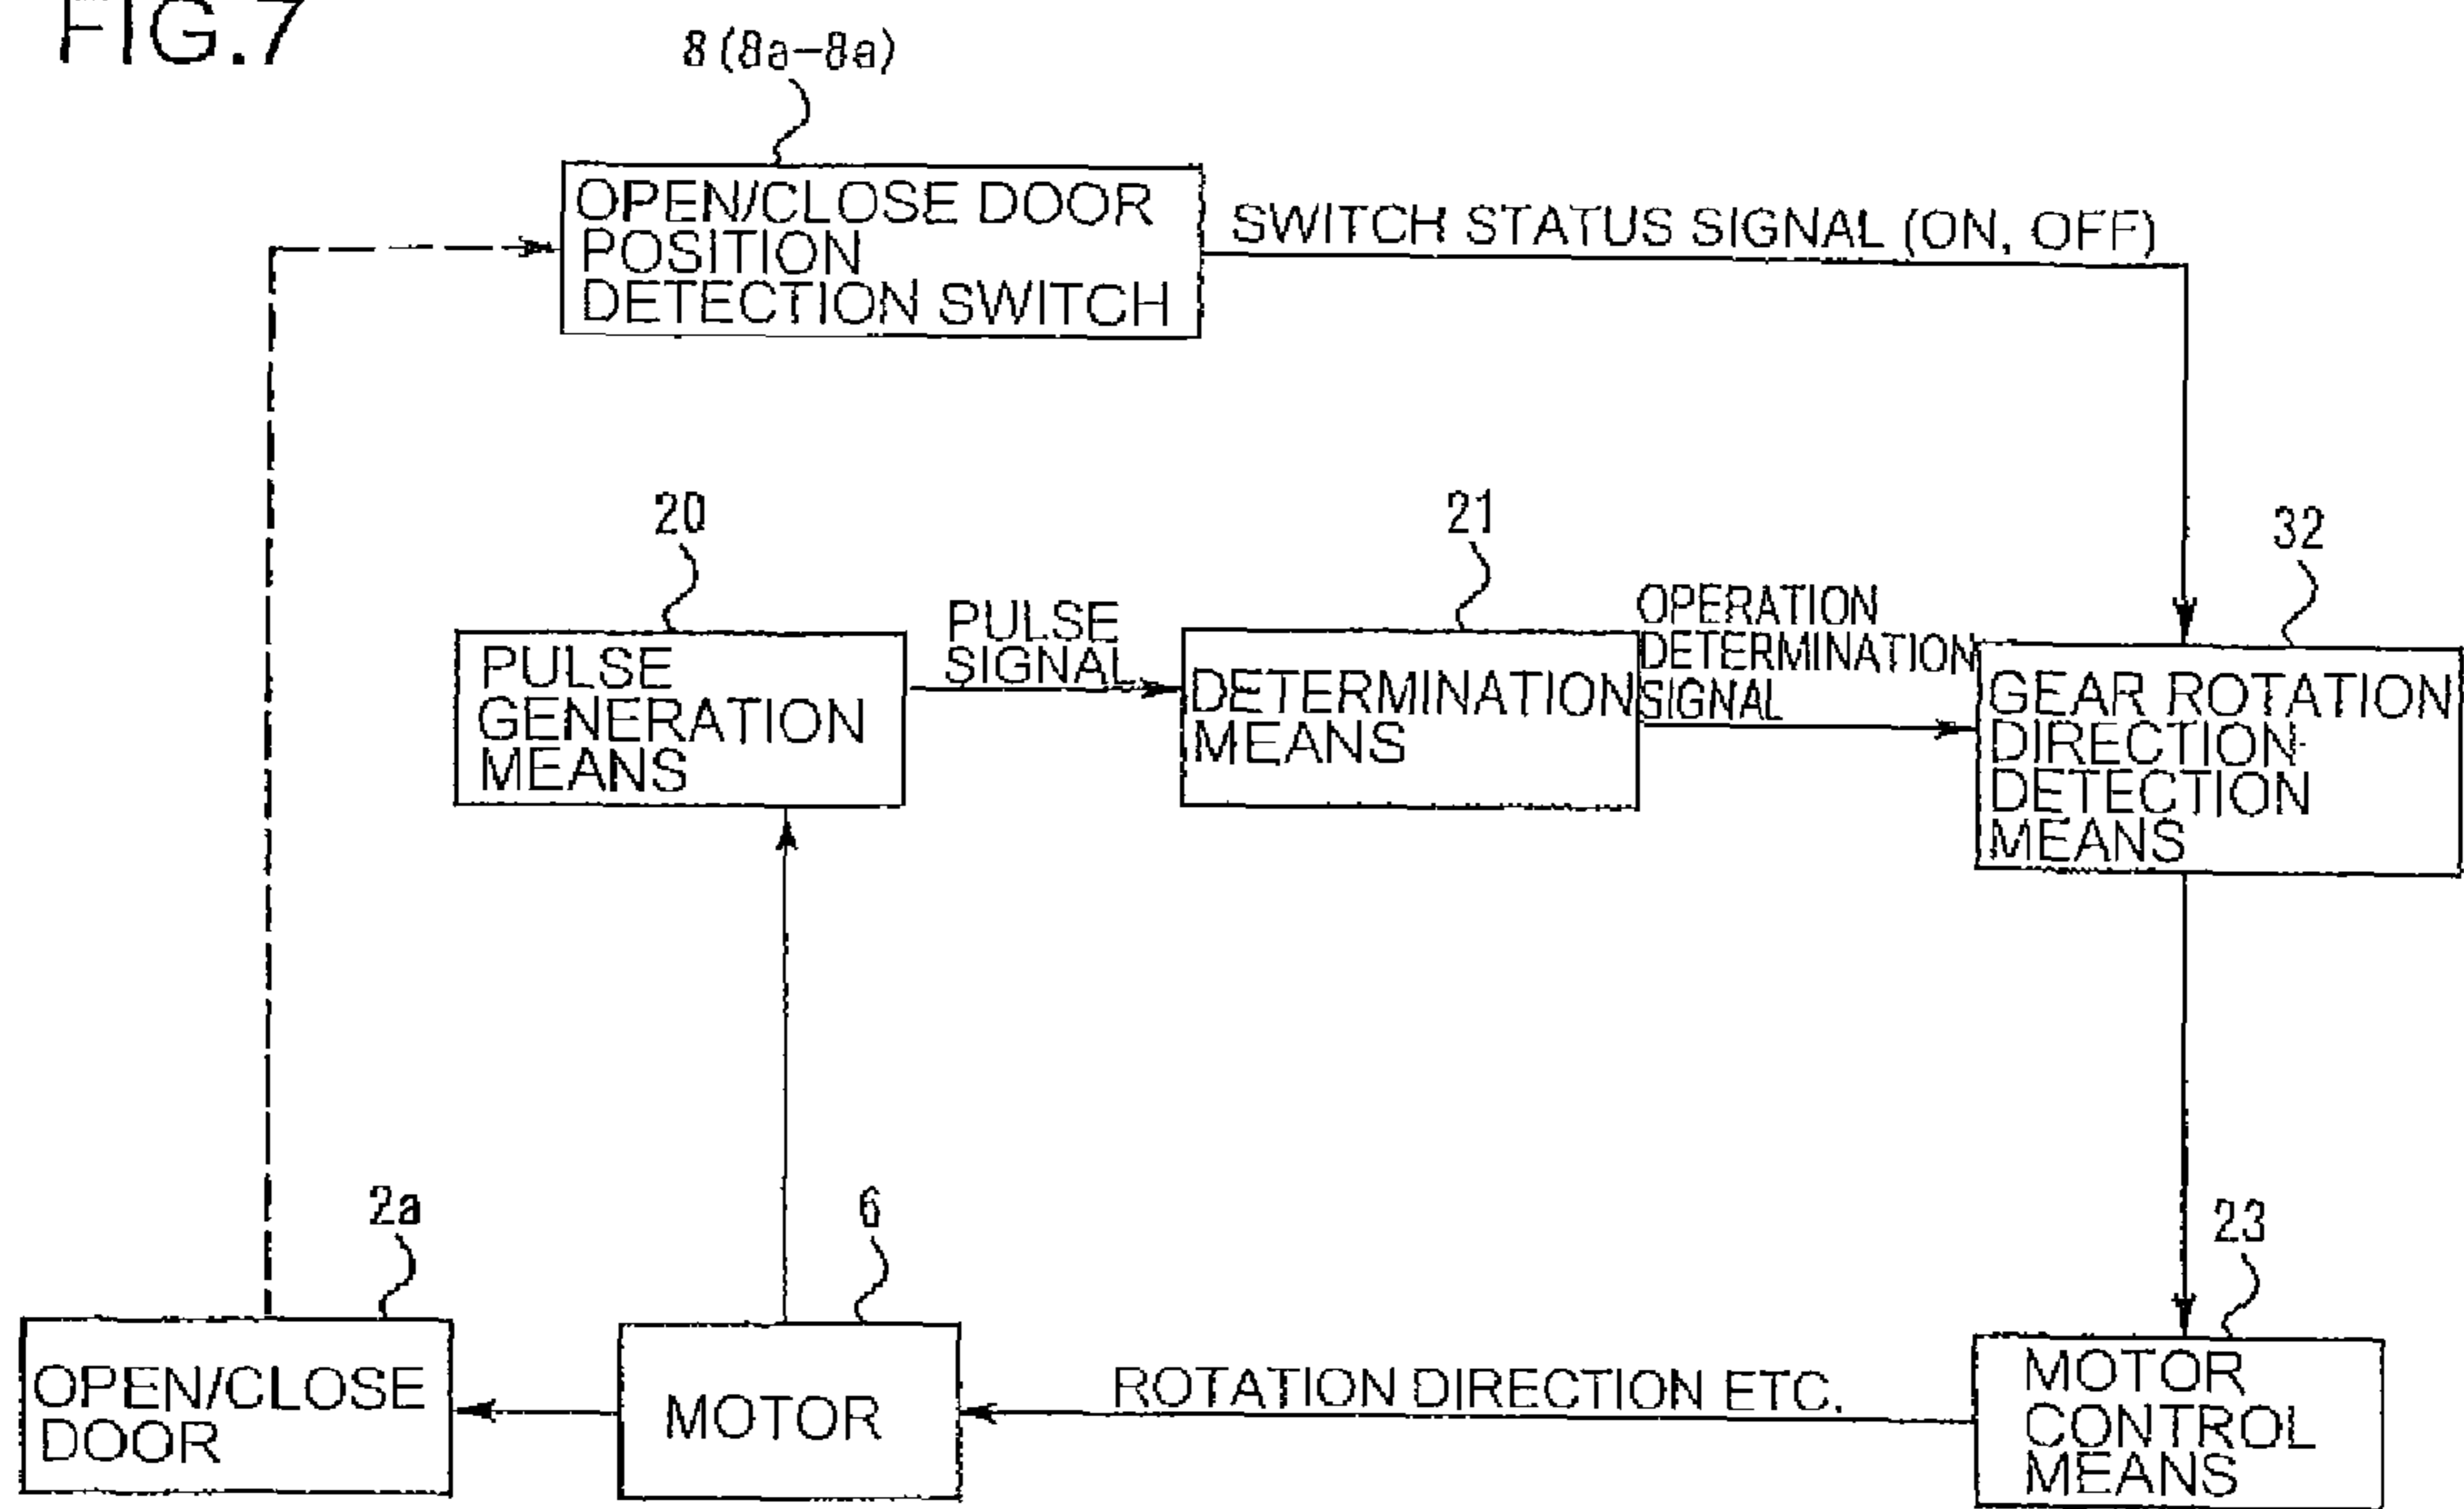 FIG.7
8(8a-8a)
OPEN/CLOSE DOOR
POSITION
DETECTION SWITCH
SWITCH STATUS SIGNAL (ON, OFF)
20
PULSE
GENERATION
MEANS
PULSE
SIGNAL
21
DETERMINATION
MEANS
OPERATION
DETERMINATION
SIGNAL
32
GEAR ROTATION
DIRECTION
DETECTION
MEANS
2a
OPEN/CLOSE
DOOR
6
MOTOR
ROTATION DIRECTION ETC.
23
MOTOR
CONTROL
MEANS